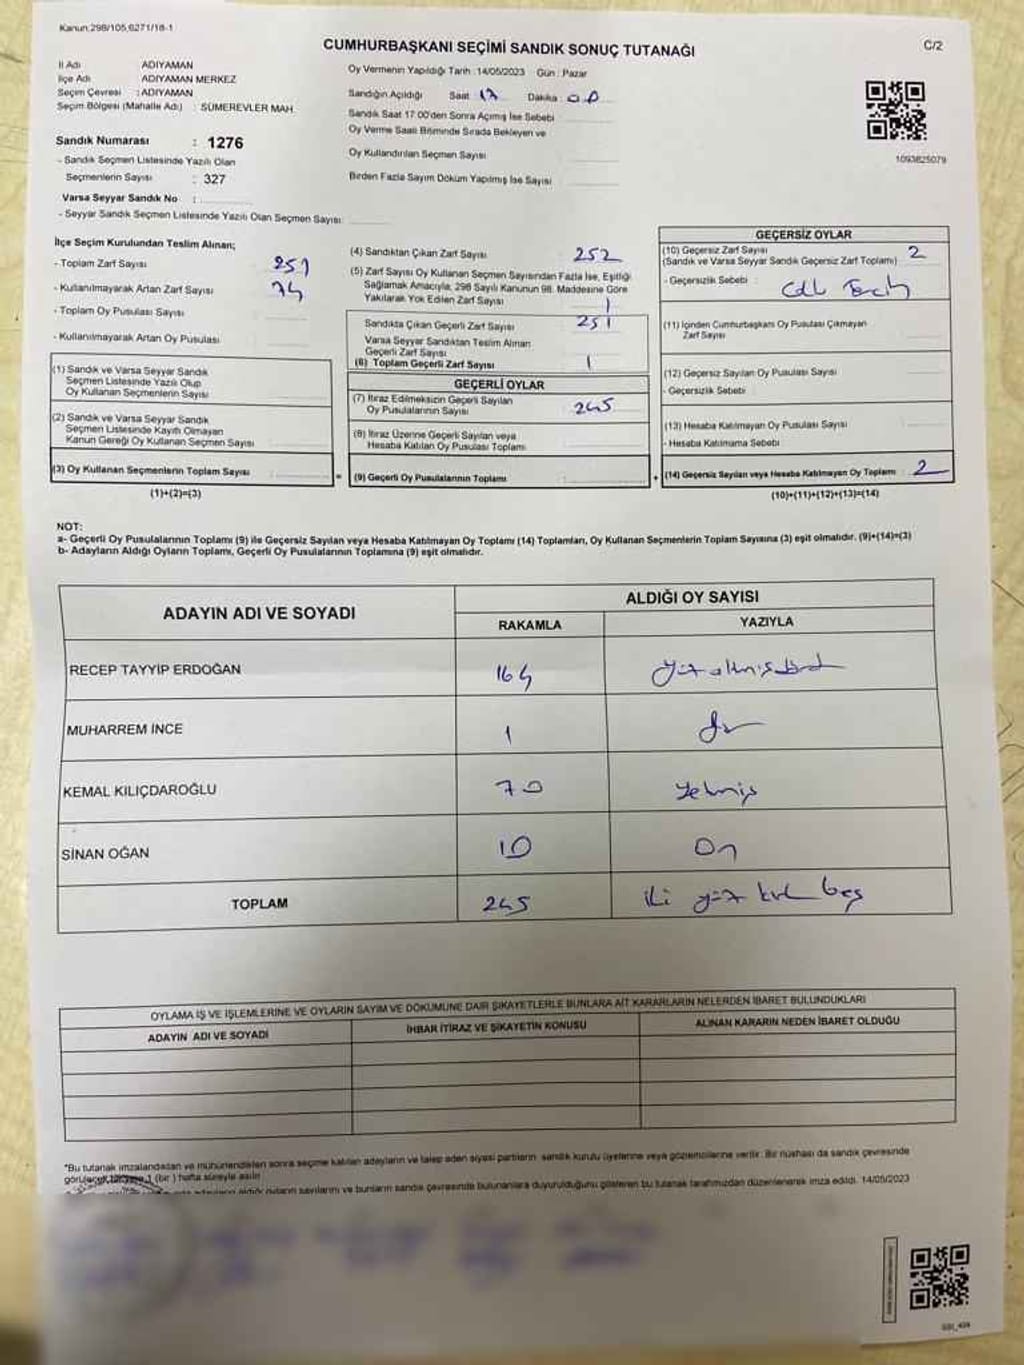 Kanun:298/105,6271/18-1
CUMHURBAŞKANI SEÇİMİ SANDIK SONUÇ TUTANAĞI
C/2
İl Adı ADIYAMAN
İlçe Adı ADIYAMAN MERKEZ
Seçim Çevresi : ADIYAMAN
Seçim Bölgesi (Mahalle Adı) : SÜMEREVLER MAH.
Oy Vermenin Yapıldığı Tarih :14/05/2023 Gün : Pazar
Sandığın Açıldığı Saat 17 Dakika : 00
Sandık Saat 17:00'den Sonra Açımış İse Sebebi
Oy Verme Saati Bitiminde Sırada Bekleyen ve
Oy Kullandırılan Seçmen Sayısı
Birden Fazla Sayım Döküm Yapılmış İse Sayısı
1093825079
Sandık Numarası : 1276
- Sandık Seçmen Listesinde Yazılı Olan
Seçmenlerin Sayısı : 327
Varsa Seyyar Sandık No :
- Seyyar Sandık Seçmen Listesinde Yazılı Olan Seçmen Sayısı:
İlçe Seçim Kurulundan Teslim Alınan;
- Toplam Zarf Sayısı 251
- Kullanılmayarak Artan Zarf Sayısı 74
- Toplam Oy Pusulası Sayısı
- Kullanılmayarak Artan Oy Pusulası
(1) Sandık ve Varsa Seyyar Sandık
Seçmen Listesinde Yazılı Olup
Oy Kullanan Seçmenlerin Sayısı
(2) Sandık ve Varsa Seyyar Sandık
Seçmen Listesinde Kayıtlı Olmayan
Kanun Gereği Oy Kullanan Seçmen Sayısı
(3) Oy Kullanan Seçmenlerin Toplam Sayısı
(1)+(2)=(3)
(4) Sandıktan Çıkan Zarf Sayısı 252
(5) Zarf Sayısı Oy Kullanan Seçmen Sayısından Fazla İse, Eşitliği
Sağlamak Amacıyla, 298 Sayılı Kanunun 98. Maddesine Göre
Yakılarak Yok Edilen Zarf Sayısı 1
Sandıkta Çıkan Geçerli Zarf Sayısı 251
Varsa Seyyar Sandıktan Teslim Alınan
Geçerli Zarf Sayısı
(6) Toplam Geçerli Zarf Sayısı 1
GEÇERLİ OYLAR
(7) İtiraz Edilmeksizin Geçerli Sayılan
Oy Pusulalarının Sayısı 245
(8) İtiraz Üzerine Geçerli Sayılan veya
Hesaba Katılan Oy Pusulası Toplamı
= (9) Geçerli Oy Pusulalarının Toplamı :
GEÇERSİZ OYLAR
(10) Geçersiz Zarf Sayısı 2
(Sandık ve Varsa Seyyar Sandık Geçersiz Zarf Toplamı)
- Geçersizlik Sebebi :
(11) İçinden Cumhurbaşkanı Oy Pusulası Çıkmayan
Zarf Sayısı
(12) Geçersiz Sayılan Oy Pusulası Sayısı
- Geçersizlik Sebebi
(13) Hesaba Katılmayan Oy Pusulası Sayısı
- Hesaba Katılmama Sebebi
+ (14) Geçersiz Sayılan veya Hesaba Katılmayan Oy Toplamı : 2
(10)+(11)+(12)+(13)=(14)
NOT:
a- Geçerli Oy Pusulalarının Toplamı (9) ile Geçersiz Sayılan veya Hesaba Katılmayan Oy Toplamı (14) Toplamları, Oy Kullanan Seçmenlerin Toplam Sayısına (3) eşit olmalıdır. (9)+(14)=(3)
b- Adayların Aldığı Oyların Toplamı, Geçerli Oy Pusulalarının Toplamına (9) eşit olmalıdır.
ADAYIN ADI VE SOYADI
ALDIĞI OY SAYISI
RAKAMLA YAZIYLA
RECEP TAYYİP ERDOĞAN 164 yüz altmış dört
MUHARREM İNCE 1 bir
KEMAL KILIÇDAROĞLU 70 yetmiş
SİNAN OĞAN 10 on
TOPLAM 245 iki yüz kırk beş
OYLAMA İŞ VE İŞLEMLERİNE VE OYLARIN SAYIM VE DÖKÜMÜNE DAİR ŞİKAYETLERLE BUNLARA AİT KARARLARIN NELERDEN İBARET BULUNDUKLARI
ADAYIN ADI VE SOYADI İHBAR İTİRAZ VE ŞİKAYETİN KONUSU ALINAN KARARIN NEDEN İBARET OLDUĞU
*Bu tutanak imzalandıktan ve mühürlendikten sonra seçime katılan adayların ve talep eden siyasi partilerin sandık kurulu üyelerine veya gözlemcilerine verilir. Bir nüshası da sandık çevresinde
görülecek bir yere 1 (bir) hafta süreyle asılır.
aldığı oyların sayılarını ve bunların sandık çevresinde bulunanlara duyurulduğunu gösteren bu tutanak tarafımızdan düzenlenerek imza edildi. 14/05/2023